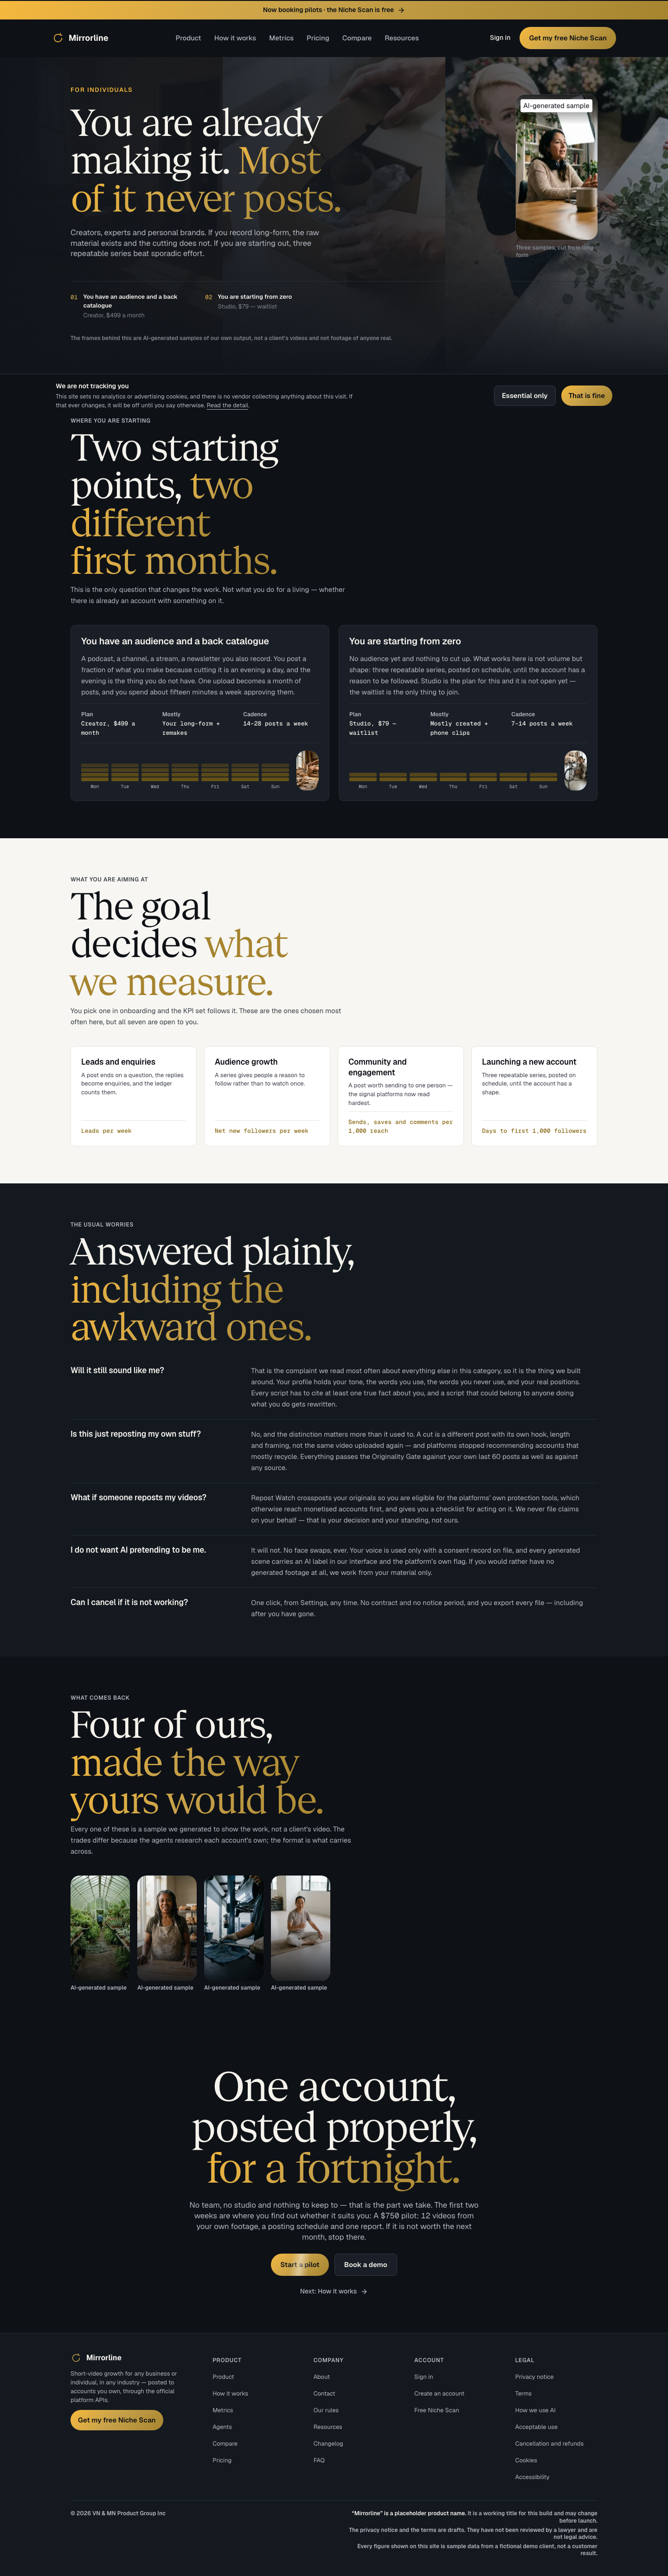 Now booking pilots · the Niche Scan is free →
Mirrorline
Product
How it works
Metrics
Pricing
Compare
Resources
Sign in
Get my free Niche Scan
FOR INDIVIDUALS
You are already
making it. Most
of it never posts.
Creators, experts and personal brands. If you record long-form, the raw
material exists and the cutting does not. If you are starting out, three
repeatable series beat sporadic effort.
AI-generated sample
Three samples, cut from long-
form
01 You have an audience and a back
catalogue
Creator, $499 a month
02 You are starting from zero
Studio, $79 — waitlist
The frames behind this are AI-generated samples of our own output, not a client's videos and not footage of anyone real.
We are not tracking you
This site sets no analytics or advertising cookies, and there is no vendor collecting anything about this visit. If
that ever changes, it will be off until you say otherwise. Read the detail.
Essential only
That is fine
WHERE YOU ARE STARTING
Two starting
points, two
different
first months.
This is the only question that changes the work. Not what you do for a living — whether
there is already an account with something on it.
You have an audience and a back catalogue
A podcast, a channel, a stream, a newsletter you also record. You post a
fraction of what you make because cutting it is an evening a day, and the
evening is the thing you do not have. One upload becomes a month of
posts, and you spend about fifteen minutes a week approving them.
Plan
Creator, $499 a
month
Mostly
Your long-form +
remakes
Cadence
14–28 posts a week
Mon Tue Wed Thu Fri Sat Sun
You are starting from zero
No audience yet and nothing to cut up. What works here is not volume but
shape: three repeatable series, posted on schedule, until the account has a
reason to be followed. Studio is the plan for this and it is not open yet —
the waitlist is the only thing to join.
Plan
Studio, $79 —
waitlist
Mostly
Mostly created +
phone clips
Cadence
7–14 posts a week
Mon Tue Wed Thu Fri Sat Sun
WHAT YOU ARE AIMING AT
The goal
decides what
we measure.
You pick one in onboarding and the KPI set follows it. These are the ones chosen most
often here, but all seven are open to you.
Leads and enquiries
A post ends on a question, the replies
become enquiries, and the ledger
counts them.
Leads per week
Audience growth
A series gives people a reason to
follow rather than to watch once.
Net new followers per week
Community and
engagement
A post worth sending to one person —
the signal platforms now read
hardest.
Sends, saves and comments per
1,000 reach
Launching a new account
Three repeatable series, posted on
schedule, until the account has a
shape.
Days to first 1,000 followers
THE USUAL WORRIES
Answered plainly,
including the
awkward ones.
Will it still sound like me?
That is the complaint we read most often about everything else in this category, so it is the thing we built
around. Your profile holds your tone, the words you use, the words you never use, and your real positions.
Every script has to cite at least one true fact about you, and a script that could belong to anyone doing
what you do gets rewritten.
Is this just reposting my own stuff?
No, and the distinction matters more than it used to. A cut is a different post with its own hook, length
and framing, not the same video uploaded again — and platforms stopped recommending accounts that
mostly recycle. Everything passes the Originality Gate against your own last 60 posts as well as against
any source.
What if someone reposts my videos?
Repost Watch crossposts your originals so you are eligible for the platforms' own protection tools, which
otherwise reach monetised accounts first, and gives you a checklist for acting on it. We never file claims
on your behalf — that is your decision and your standing, not ours.
I do not want AI pretending to be me.
It will not. No face swaps, ever. Your voice is used only with a consent record on file, and every generated
scene carries an AI label in our interface and the platform's own flag. If you would rather have no
generated footage at all, we work from your material only.
Can I cancel if it is not working?
One click, from Settings, any time. No contract and no notice period, and you export every file — including
after you have gone.
WHAT COMES BACK
Four of ours,
made the way
yours would be.
Every one of these is a sample we generated to show the work, not a client's video. The
trades differ because the agents research each account's own; the format is what carries
across.
AI-generated sample
AI-generated sample
AI-generated sample
AI-generated sample
One account,
posted properly,
for a fortnight.
No team, no studio and nothing to keep to — that is the part we take. The first two
weeks are where you find out whether it suits you: A $750 pilot: 12 videos from
your own footage, a posting schedule and one report. If it is not worth the next
month, stop there.
Start a pilot
Book a demo
Next: How it works →
Mirrorline
Short-video growth for any business or
individual, in any industry — posted to
accounts you own, through the official
platform APIs.
Get my free Niche Scan
PRODUCT
Product
How it works
Metrics
Agents
Compare
Pricing
COMPANY
About
Contact
Our rules
Resources
Changelog
FAQ
ACCOUNT
Sign in
Create an account
Free Niche Scan
LEGAL
Privacy notice
Terms
How we use AI
Acceptable use
Cancellation and refunds
Cookies
Accessibility
© 2026 VN & MN Product Group Inc
"Mirrorline" is a placeholder product name. It is a working title for this build and may change
before launch.
The privacy notice and the terms are drafts. They have not been reviewed by a lawyer and are
not legal advice.
Every figure shown on this site is sample data from a fictional demo client, not a customer
result.